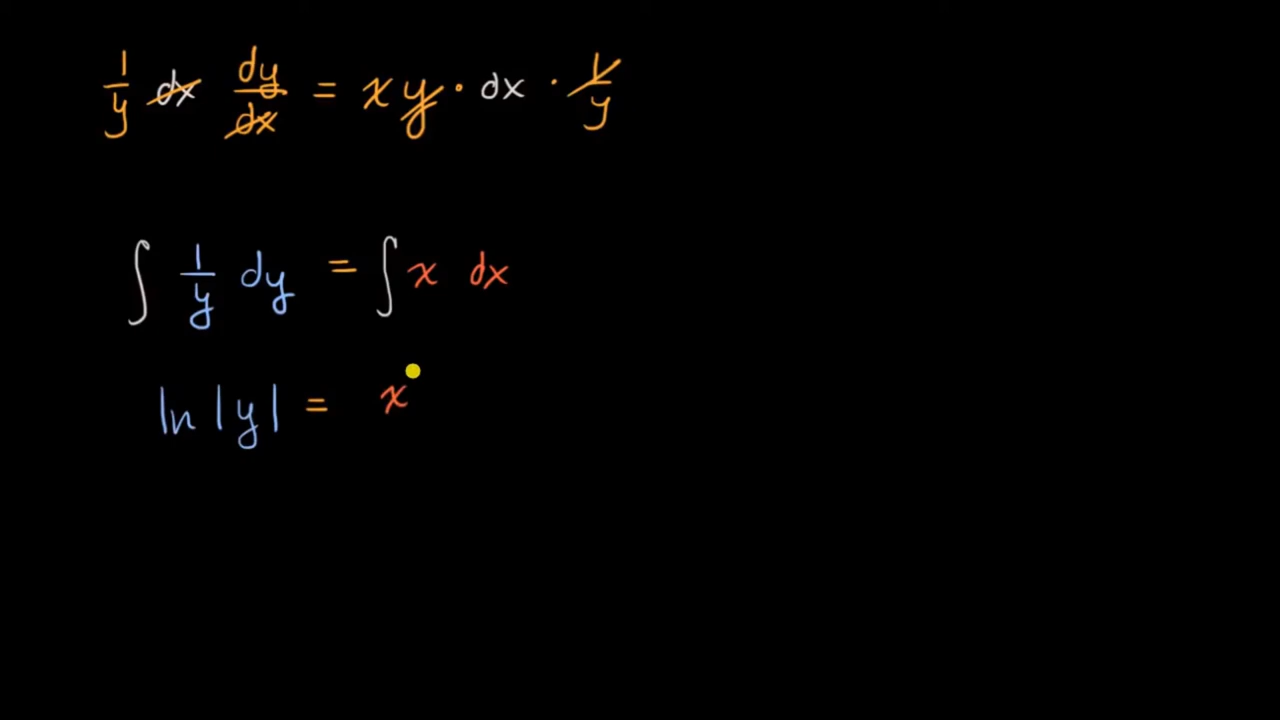 1/y dx dy/dx = xy · dx · 1/y
∫ 1/y dy = ∫ x dx
ln |y| = x